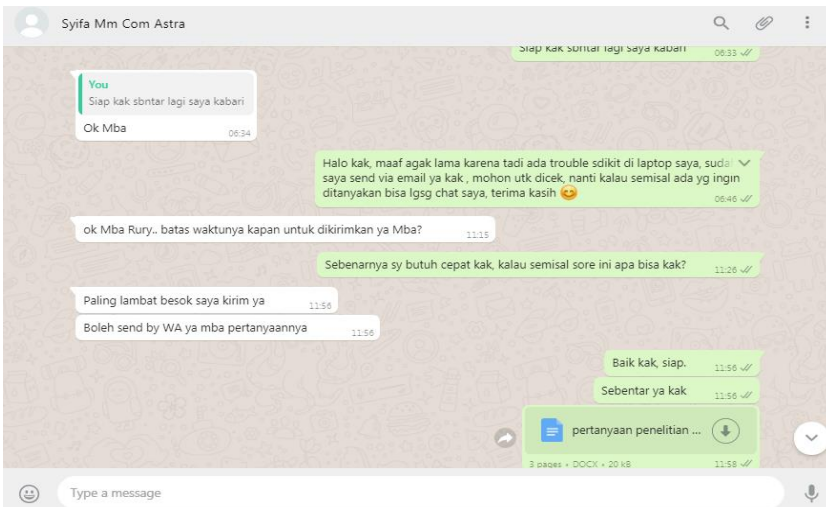 Syifa Mm Com Astra
Siap kak sbntar lagi saya kabari
06:33
You
Siap kak sbntar lagi saya kabari
Ok Mba
06:34
Halo kak, maaf agak lama karena tadi ada trouble sdikit di laptop saya, suda
saya send via email ya kak , mohon utk dicek, nanti kalau semisal ada yg ingin
ditanyakan bisa lgsg chat saya, terima kasih 😊
06:46
ok Mba Rury.. batas waktunya kapan untuk dikirimkan ya Mba?
11:15
Sebenarnya sy butuh cepat kak, kalau semisal sore ini apa bisa kak?
11:26
Paling lambat besok saya kirim ya
11:56
Boleh send by WA ya mba pertanyaannya
11:56
Baik kak, siap.
11:56
Sebentar ya kak
11:56
pertanyaan penelitian ...
3 pages • DOCX • 20 kB
11:58
Type a message